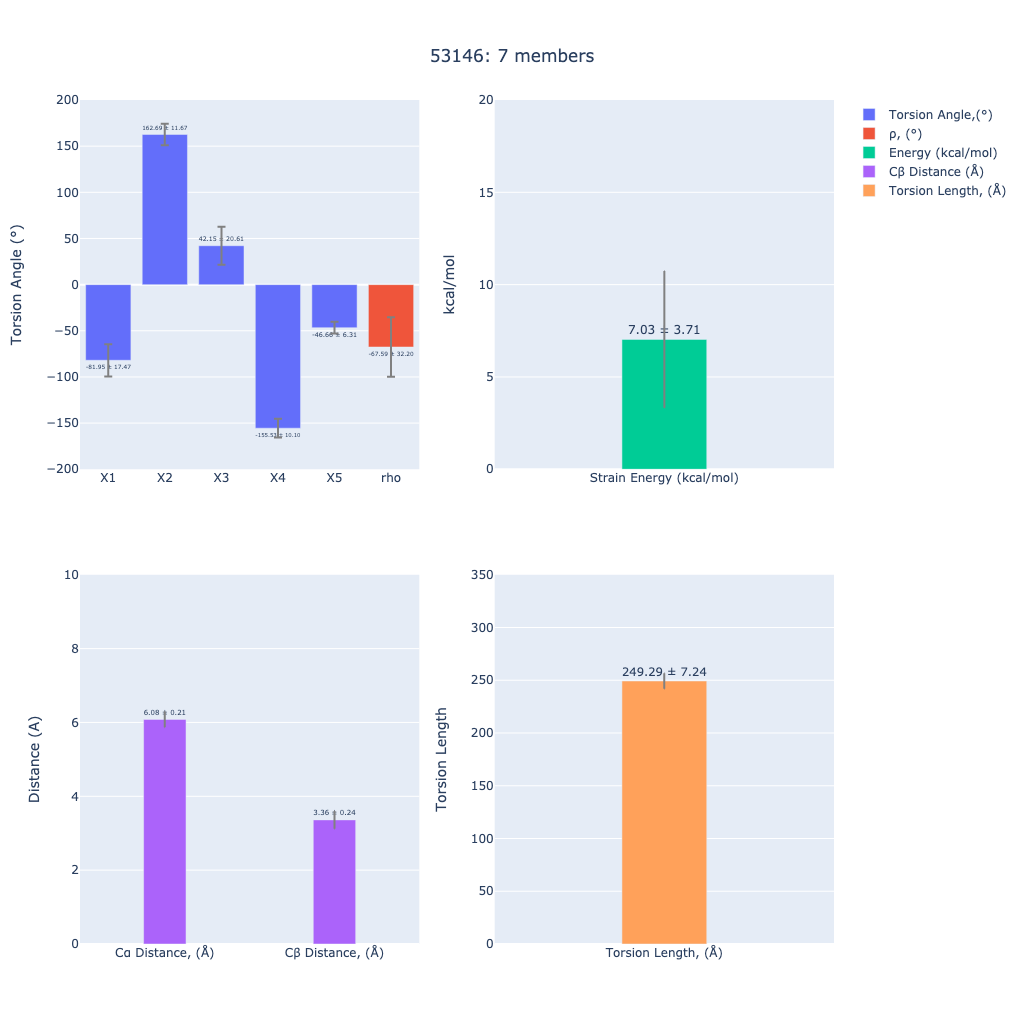 53146: 7 members
Torsion Angle (°)
200
150
100
50
0
−50
−100
−150
−200
162.69 ± 11.67
42.15 ± 20.61
-81.95 ± 17.47
-46.66 ± 6.31
-67.59 ± 32.20
± 10.10
X1 X2 X3 X4 X5 rho
kcal/mol
20
15
10
5
0
7.03 ± 3.71
Strain Energy (kcal/mol)
Torsion Angle,(°)
ρ, (°)
Energy (kcal/mol)
Cβ Distance (Å)
Torsion Length, (Å)
Distance (A)
10
8
6
4
2
0
6.08 ± 0.21
3.36 ± 0.24
Cα Distance, (Å) Cβ Distance, (Å)
Torsion Length
350
300
250
200
150
100
50
0
249.29 ± 7.24
Torsion Length, (Å)